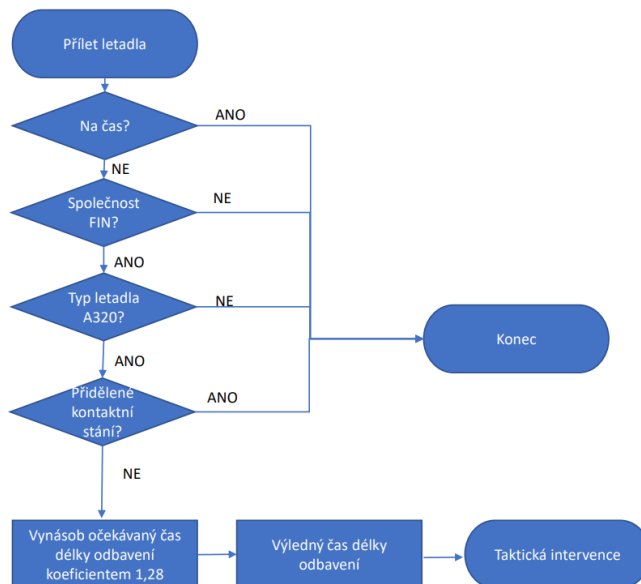 Přílet letadla
Na čas?
ANO
NE
Společnost
FIN?
NE
ANO
Typ letadla
A320?
NE
Konec
ANO
Přidělené
kontaktní
stání?
ANO
NE
Vynásob očekávaný čas
délky odbavení
koeficientem 1,28
Výledný čas délky
odbavení
Taktická intervence